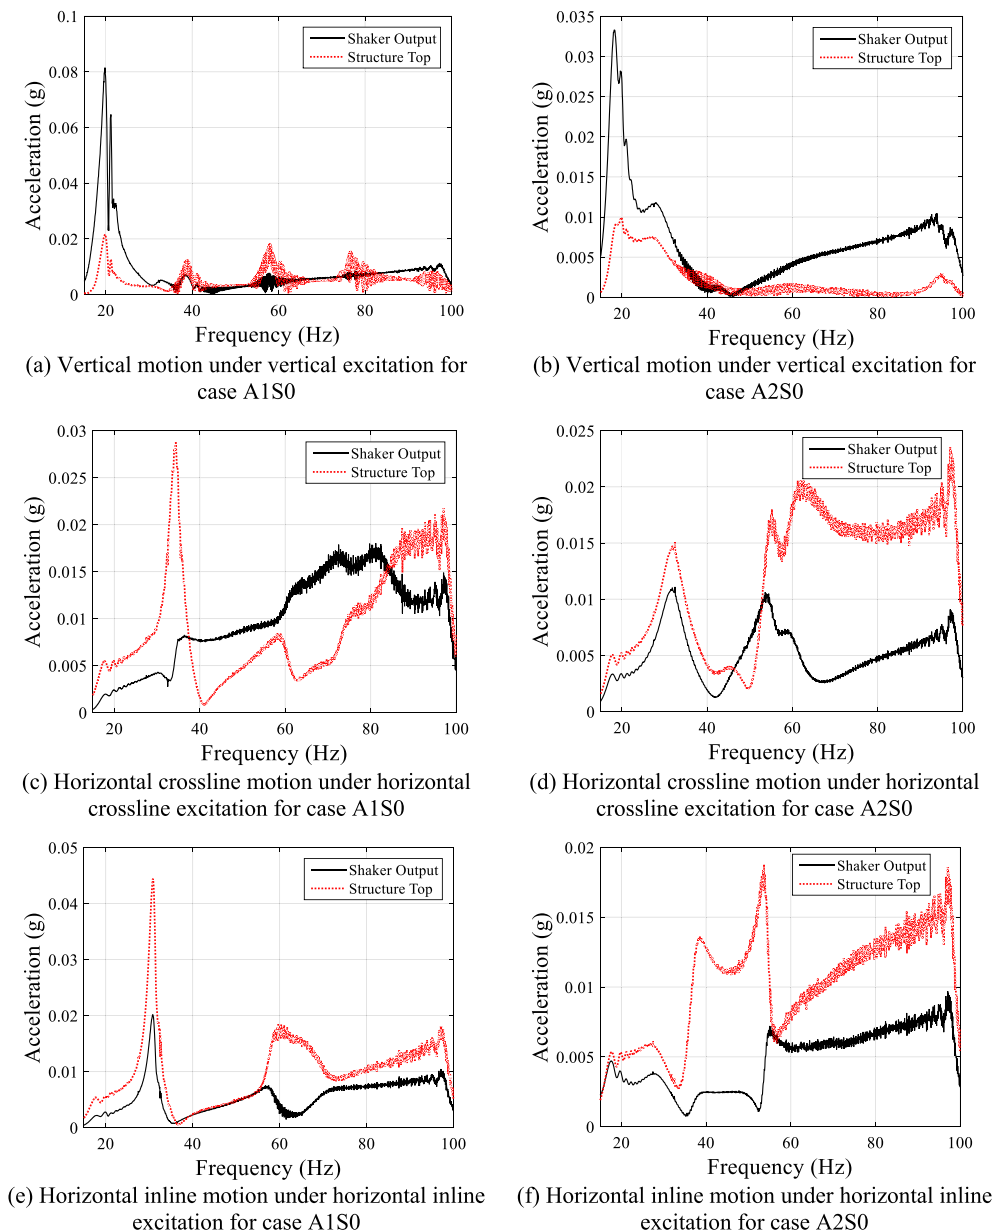 0.1
0.08
0.06
0.04
0.02
0
Acceleration (g)
Shaker Output
Structure Top
20 40 60 80 100
Frequency (Hz)
(a) Vertical motion under vertical excitation for
case A1S0
0.035
0.03
0.025
0.02
0.015
0.01
0.005
0
Acceleration (g)
Shaker Output
Structure Top
20 40 60 80 100
Frequency (Hz)
(b) Vertical motion under vertical excitation for
case A2S0
0.03
0.025
0.02
0.015
0.01
0.005
0
Acceleration (g)
Shaker Output
Structure Top
20 40 60 80 100
Frequency (Hz)
(c) Horizontal crossline motion under horizontal
crossline excitation for case A1S0
0.025
0.02
0.015
0.01
0.005
0
Acceleration (g)
Shaker Output
Structure Top
20 40 60 80 100
Frequency (Hz)
(d) Horizontal crossline motion under horizontal
crossline excitation for case A2S0
0.05
0.04
0.03
0.02
0.01
0
Acceleration (g)
Shaker Output
Structure Top
20 40 60 80 100
Frequency (Hz)
(e) Horizontal inline motion under horizontal inline
excitation for case A1S0
0.02
0.015
0.01
0.005
0
Acceleration (g)
Shaker Output
Structure Top
20 40 60 80 100
Frequency (Hz)
(f) Horizontal inline motion under horizontal inline
excitation for case A2S0